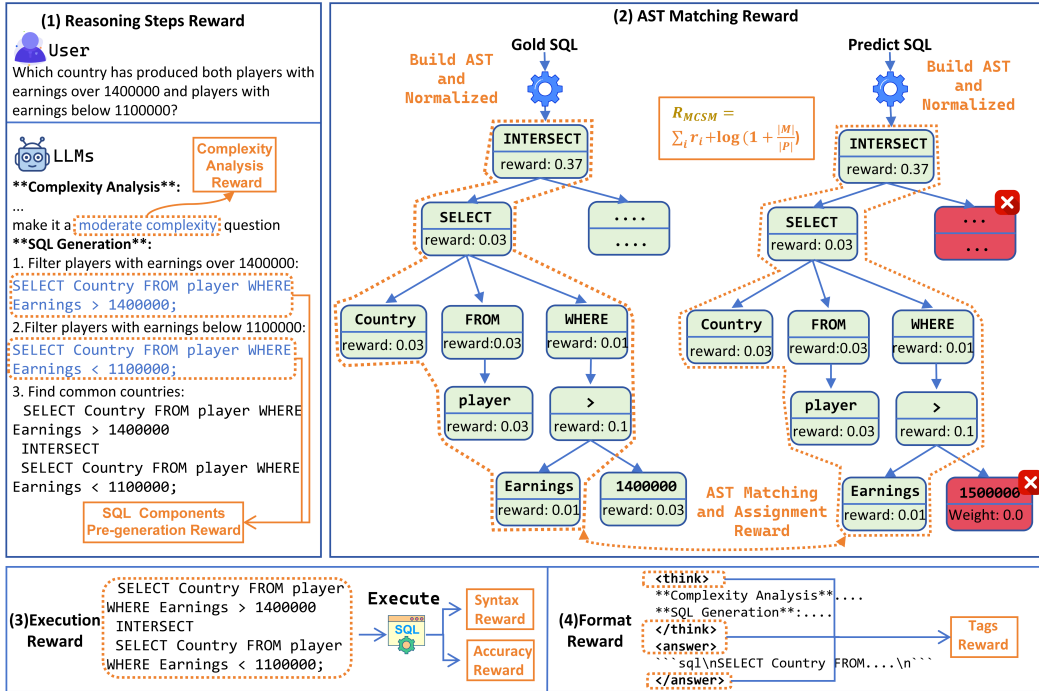 (1) Reasoning Steps Reward
User
Which country has produced both players with
earnings over 1400000 and players with
earnings below 1100000?
LLMs
Complexity
Analysis
Reward
**Complexity Analysis**:
...
make it a moderate complexity question
**SQL Generation**:
1. Filter players with earnings over 1400000:
SELECT Country FROM player WHERE
Earnings > 1400000;
2.Filter players with earnings below 1100000:
SELECT Country FROM player WHERE
Earnings < 1100000;
3. Find common countries:
SELECT Country FROM player WHERE
Earnings > 1400000
INTERSECT
SELECT Country FROM player WHERE
Earnings < 1100000;
SQL Components
Pre-generation Reward
(2) AST Matching Reward
Gold SQL
Build AST
and
Normalized
INTERSECT
reward: 0.37
SELECT
reward: 0.03
....
....
Country
reward: 0.03
FROM
reward:0.03
WHERE
reward: 0.01
player
reward: 0.03
>
reward: 0.1
Earnings
reward: 0.01
1400000
reward: 0.03
R_MCSM =
∑_i r_i+log (1 + |M|/|P|)
AST Matching
and Assignment
Reward
Predict SQL
Build AST
and
Normalized
INTERSECT
reward: 0.37
SELECT
reward: 0.03
...
...
Country
reward: 0.03
FROM
reward:0.03
WHERE
reward: 0.01
player
reward: 0.03
>
reward: 0.1
Earnings
reward: 0.01
1500000
Weight: 0.0
(3)Execution
Reward
SELECT Country FROM player
WHERE Earnings > 1400000
INTERSECT
SELECT Country FROM player
WHERE Earnings < 1100000;
Execute
SQL
Syntax
Reward
Accuracy
Reward
(4)Format
Reward
<think>
**Complexity Analysis**....
**SQL Generation**:....
</think>
<answer>
```sql\nSELECT Country FROM....\n```
</answer>
Tags
Reward